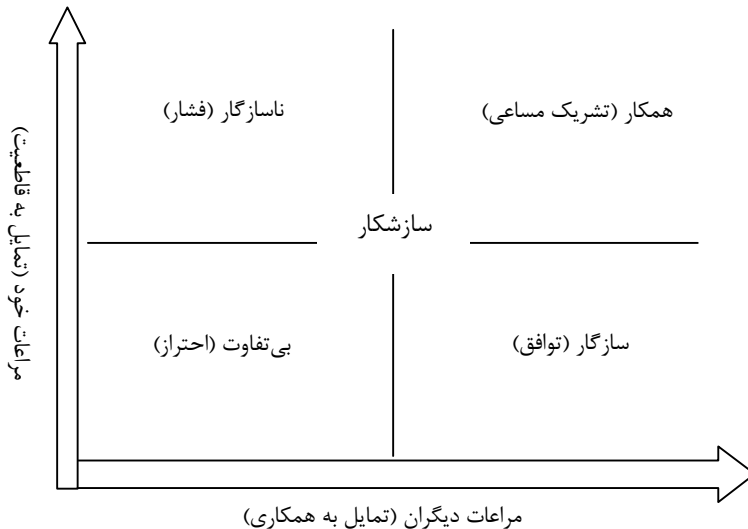 همکار (تشریک مساعی)
ناسازگار (فشار)
سازشکار
سازگار (توافق)
بی‌تفاوت (احتراز)
مراعات خود (تمایل به قاطعیت)
مراعات دیگران (تمایل به همکاری)